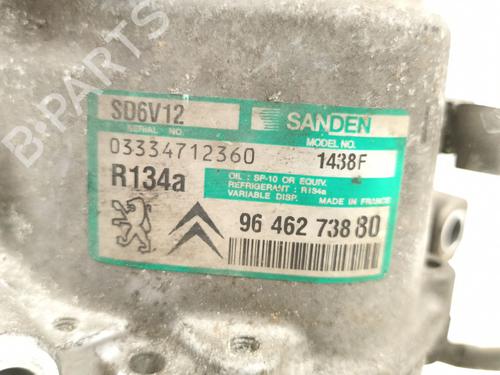 B-PARTS
SD6V12
SANDEN
SERIAL NO.
MODEL NO.
03334712360
1438F
R134a
OIL : SP-10 OR EQUIV.
REFRIGERANT : R134a
VARIABLE DISP.
MADE IN FRANCE
96 462 738 80